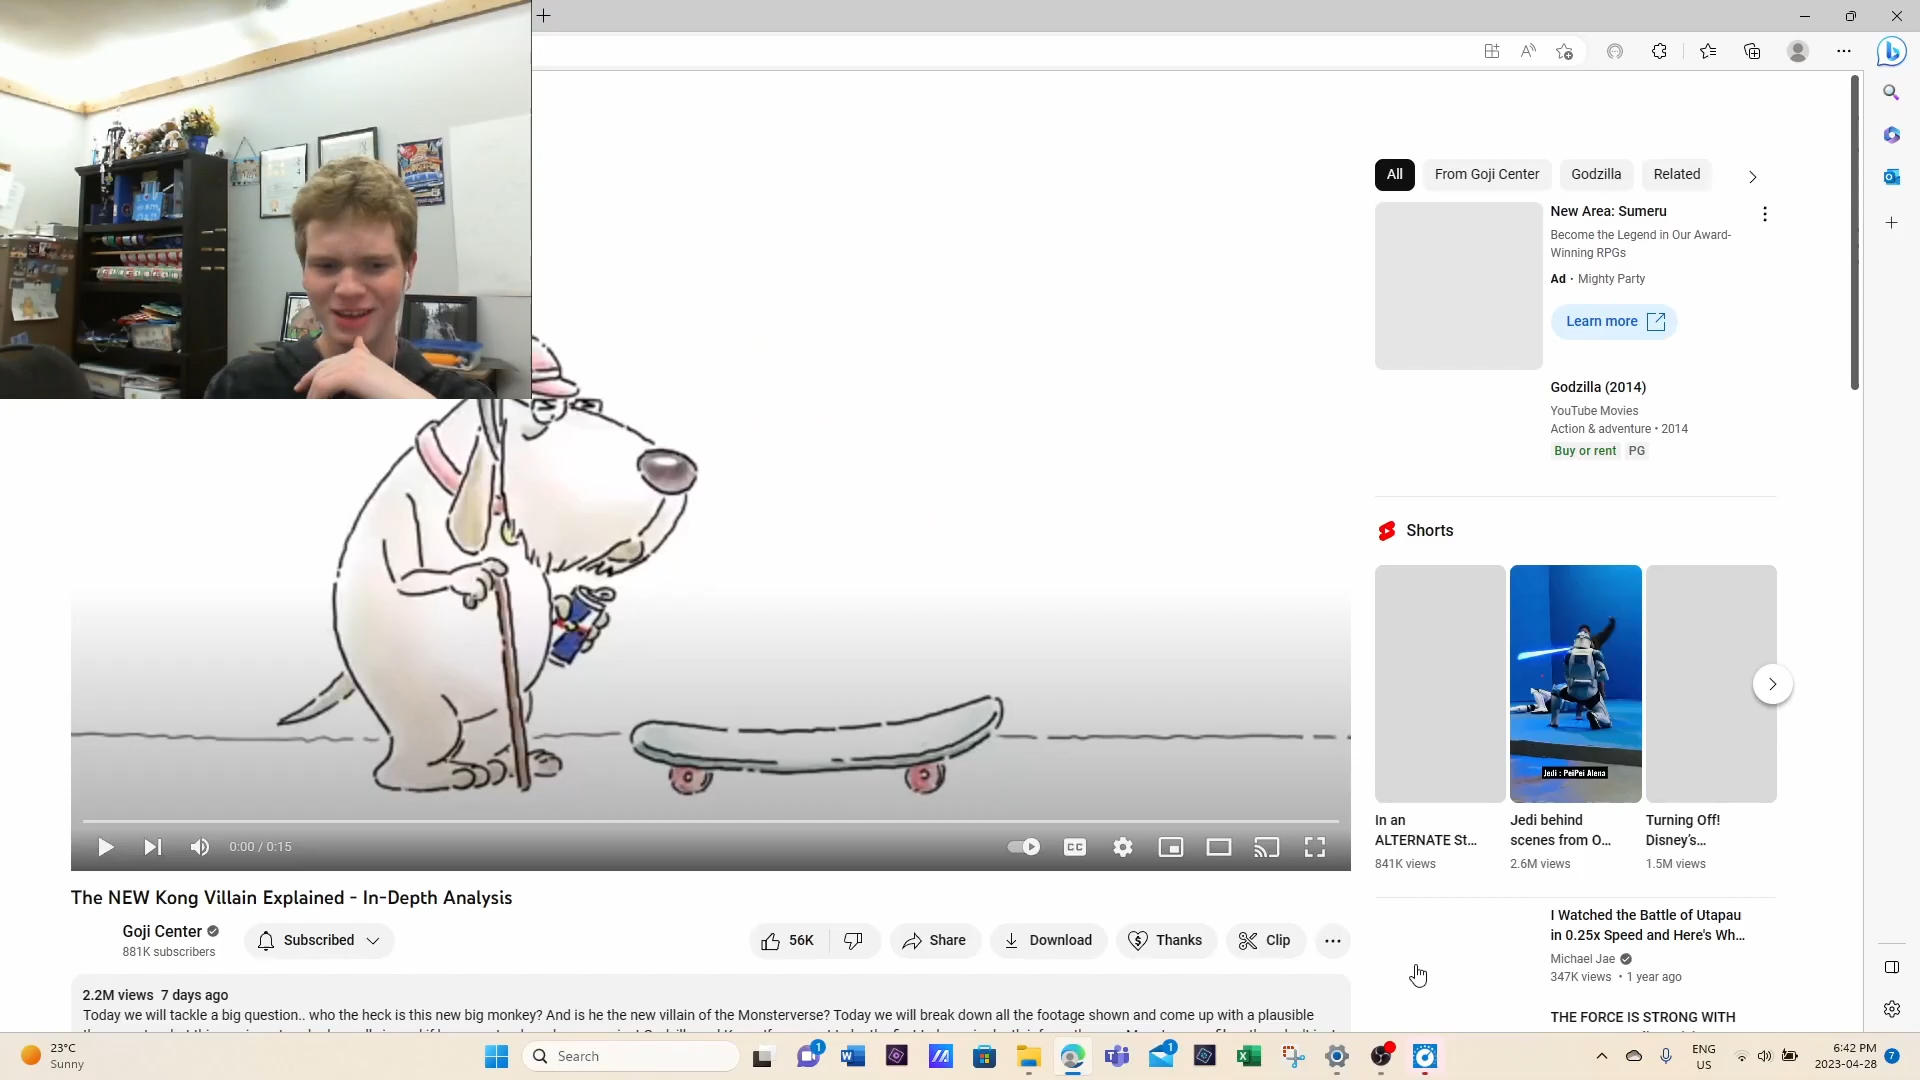 All
From Goji Center
Godzilla
Related
New Area: Sumeru
Become the Legend in Our Award-
Winning RPGs
Ad · Mighty Party
Learn more
Godzilla (2014)
YouTube Movies
Action & adventure • 2014
Buy or rent
PG
Shorts
Jedi : PeiPei Alena
In an
ALTERNATE St...
841K views
Jedi behind
scenes from O...
2.6M views
Turning Off!
Disney's...
1.5M views
0:00 / 0:15
CC
The NEW Kong Villain Explained - In-Depth Analysis
Goji Center
881K subscribers
Subscribed
56K
Share
Download
Thanks
Clip
2.2M views 7 days ago
Today we will tackle a big question.. who the heck is this new big monkey? And is he the new villain of the Monsterverse? Today we will break down all the footage shown and come up with a plausible
I Watched the Battle of Utapau
in 0.25x Speed and Here's Wh...
Michael Jae
347K views • 1 year ago
THE FORCE IS STRONG WITH
23°C
Sunny
Search
1
1
ENG
US
6:42 PM
2023-04-28
7